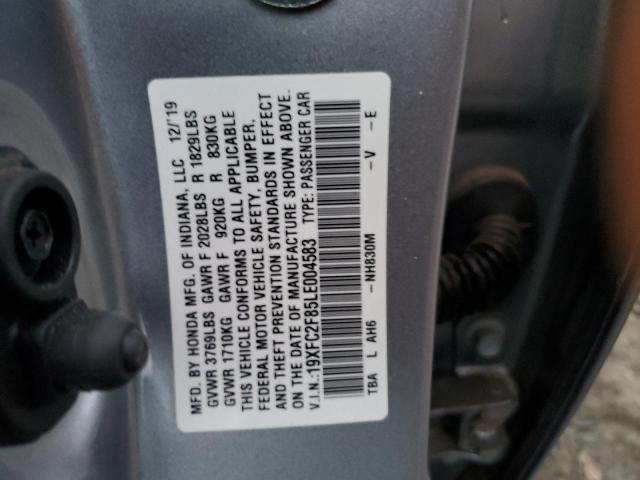 MFD. BY HONDA MFG. OF INDIANA, LLC 12/'19
GVWR 3769LBS GAWR F 2028LBS R 1829LBS
GVWR 1710KG GAWR F 920KG R 830KG
THIS VEHICLE CONFORMS TO ALL APPLICABLE
FEDERAL MOTOR VEHICLE SAFETY, BUMPER,
AND THEFT PREVENTION STANDARDS IN EFFECT
ON THE DATE OF MANUFACTURE SHOWN ABOVE.
V.I.N.:19XFC2F85LE004583 TYPE: PASSENGER CAR
TBA L AH6 -NH830M -V -E